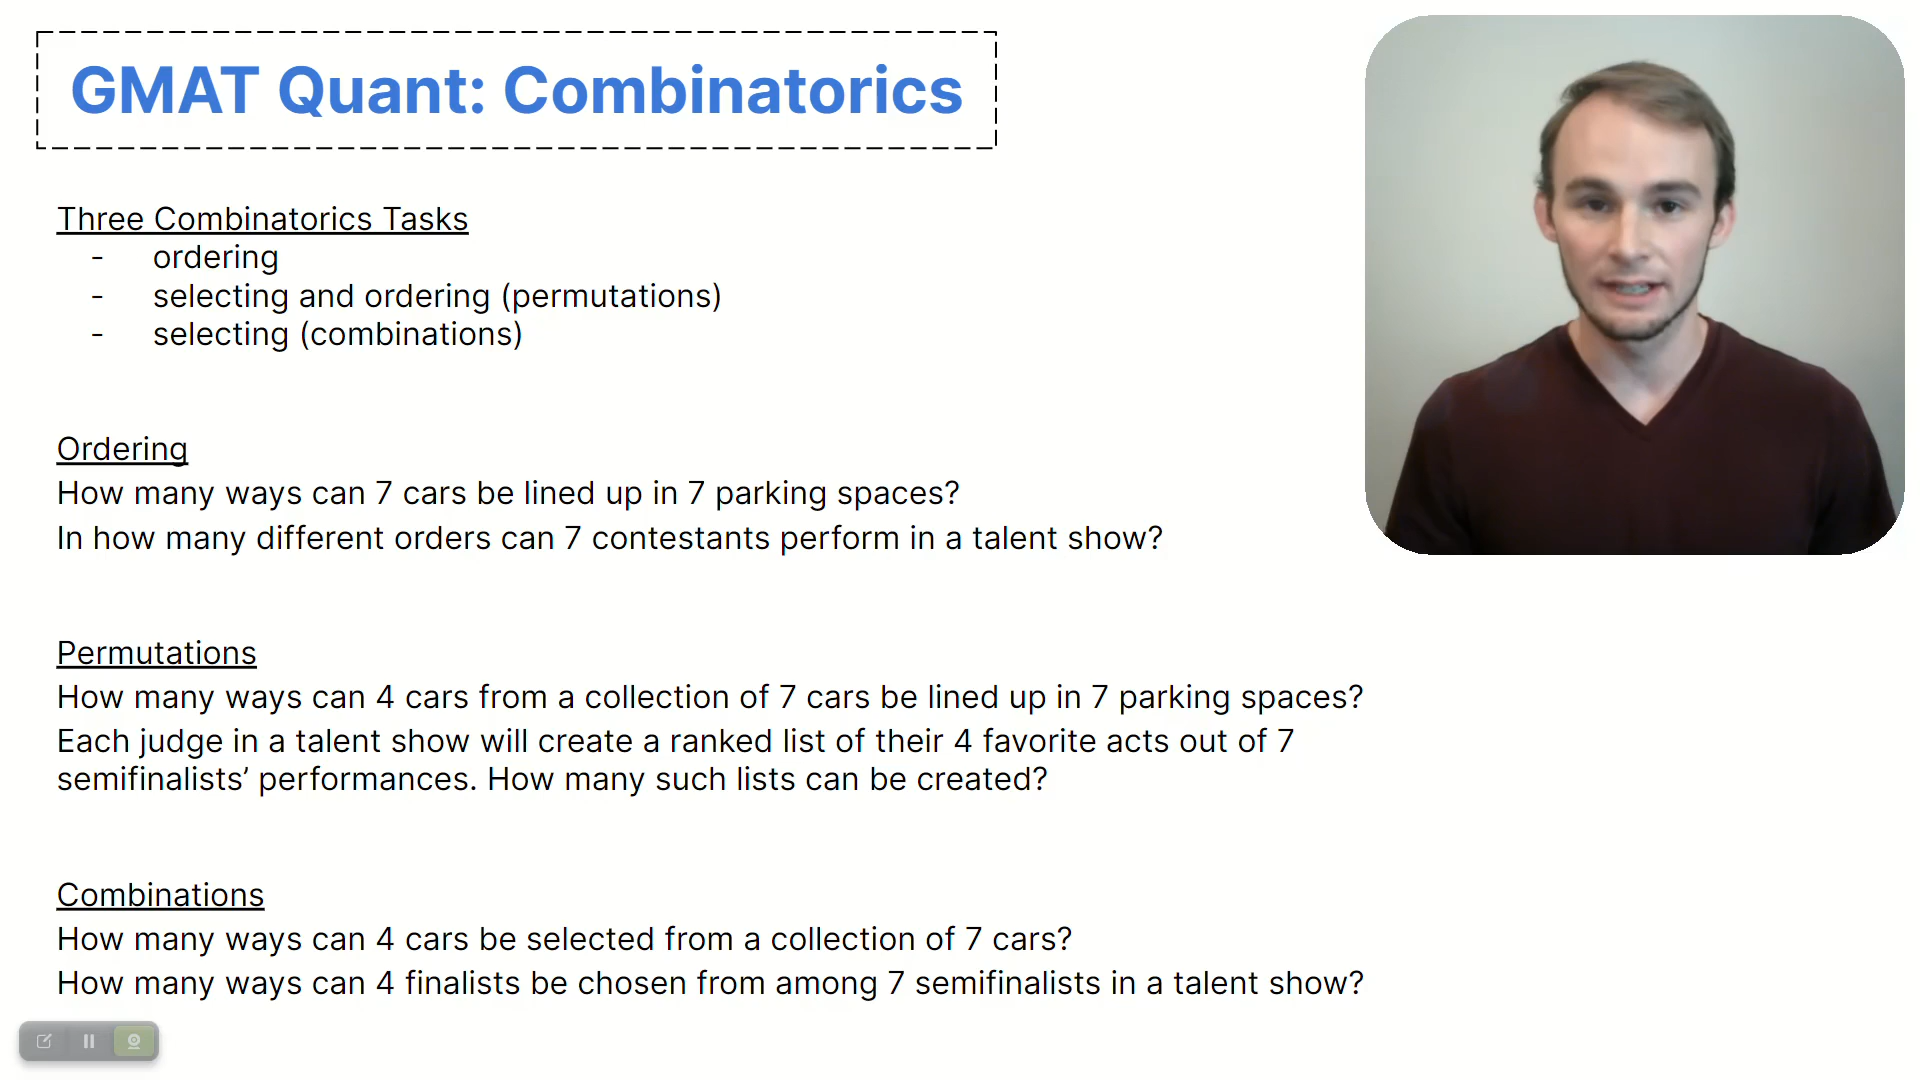 GMAT Quant: Combinatorics
Three Combinatorics Tasks
- ordering
- selecting and ordering (permutations)
- selecting (combinations)
Ordering
How many ways can 7 cars be lined up in 7 parking spaces?
In how many different orders can 7 contestants perform in a talent show?
Permutations
How many ways can 4 cars from a collection of 7 cars be lined up in 7 parking spaces?
Each judge in a talent show will create a ranked list of their 4 favorite acts out of 7
semifinalists’ performances. How many such lists can be created?
Combinations
How many ways can 4 cars be selected from a collection of 7 cars?
How many ways can 4 finalists be chosen from among 7 semifinalists in a talent show?